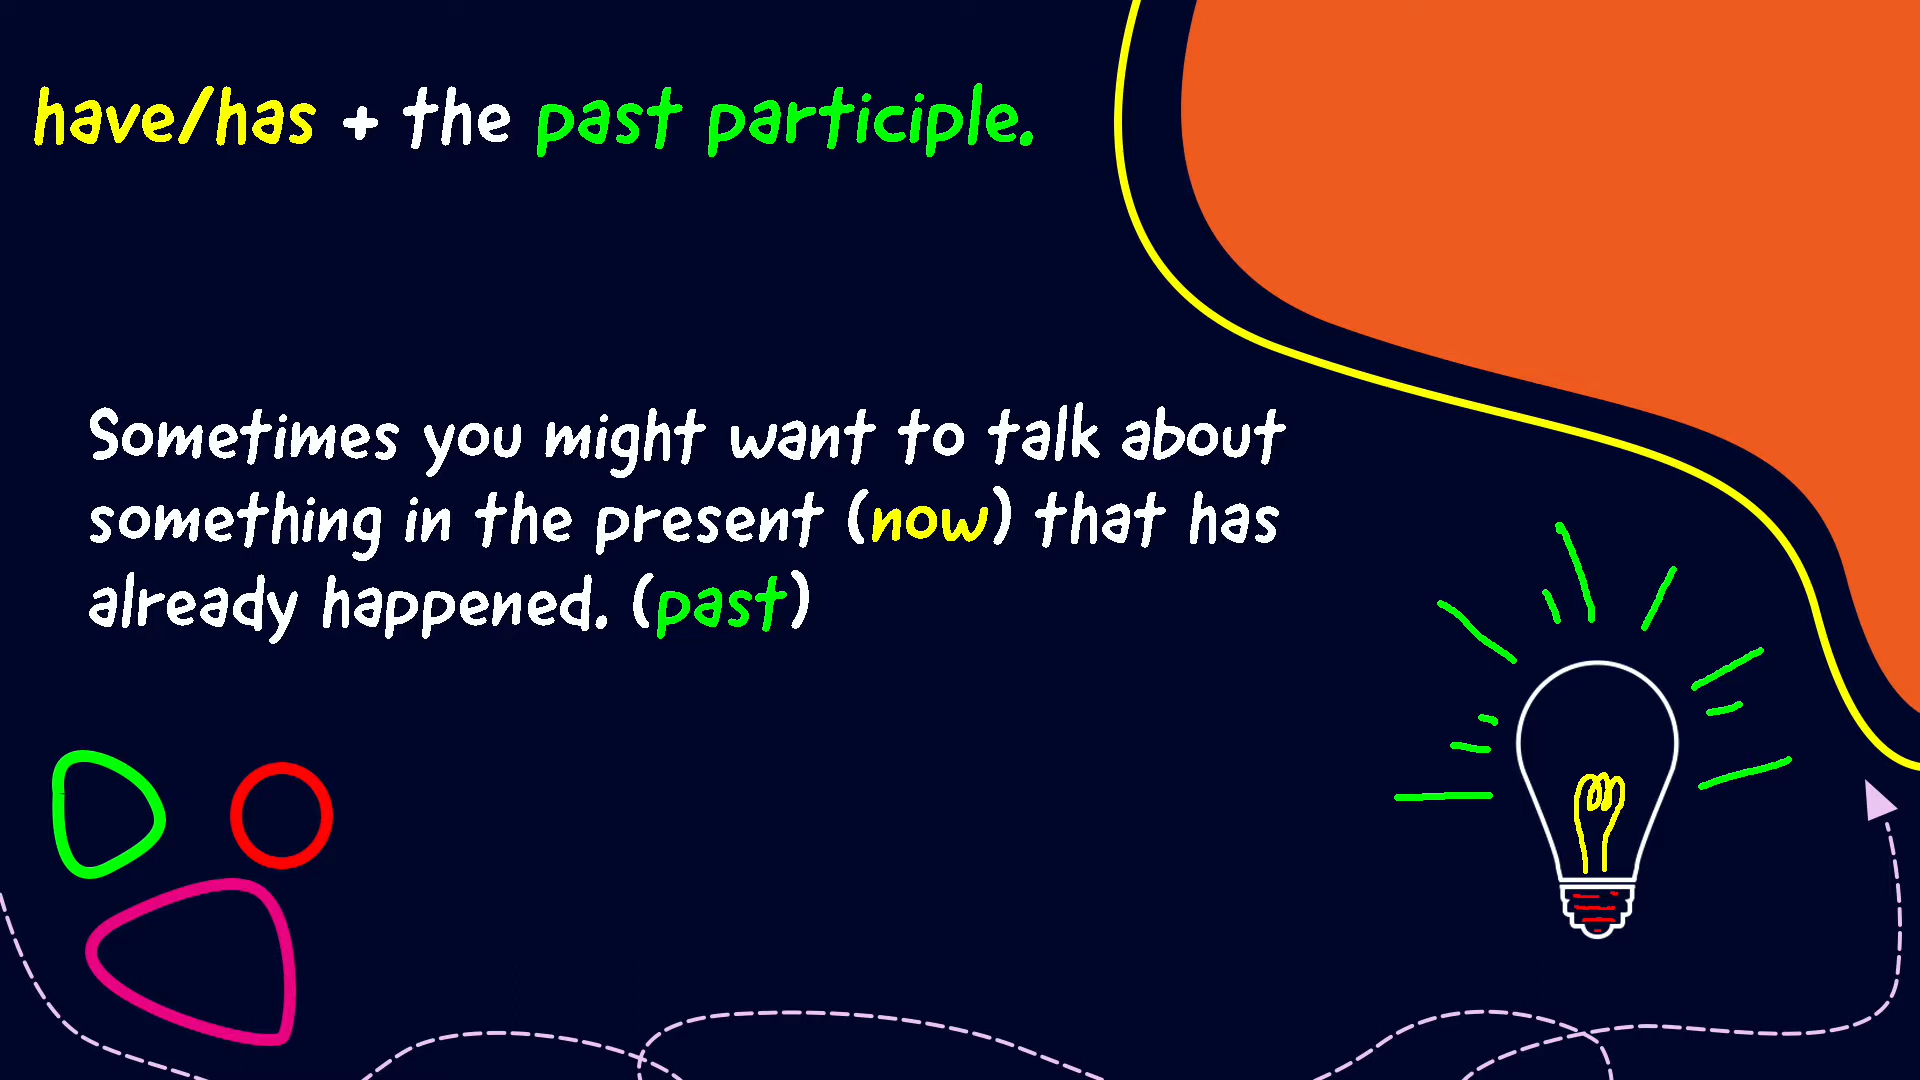 have/has + the past participle.
Sometimes you might want to talk about
something in the present (now) that has
already happened. (past)